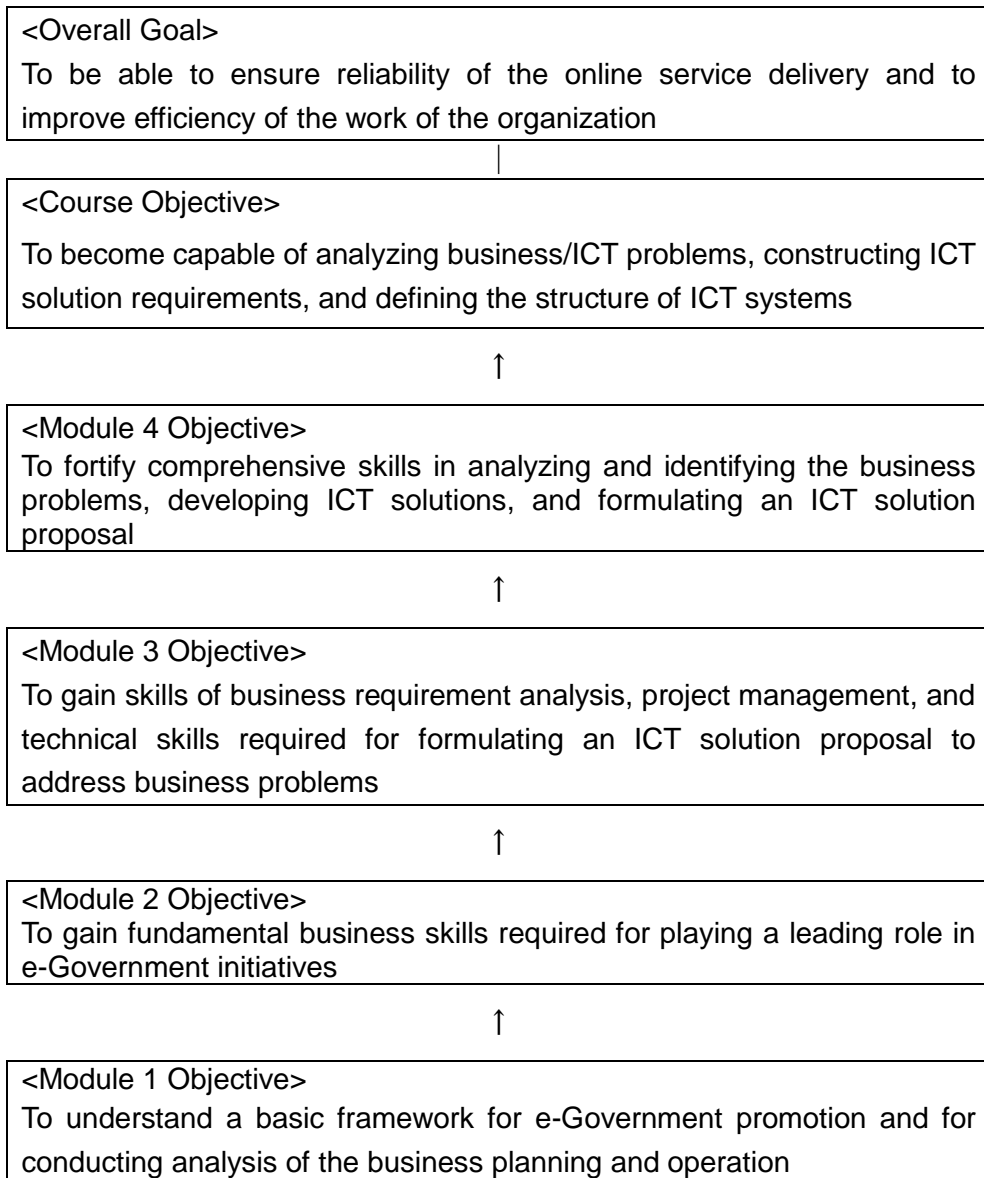 <Overall Goal>
To be able to ensure reliability of the online service delivery and to
improve efficiency of the work of the organization
<Course Objective>
To become capable of analyzing business/ICT problems, constructing ICT
solution requirements, and defining the structure of ICT systems
↑
<Module 4 Objective>
To fortify comprehensive skills in analyzing and identifying the business
problems, developing ICT solutions, and formulating an ICT solution
proposal
↑
<Module 3 Objective>
To gain skills of business requirement analysis, project management, and
technical skills required for formulating an ICT solution proposal to
address business problems
↑
<Module 2 Objective>
To gain fundamental business skills required for playing a leading role in
e-Government initiatives
↑
<Module 1 Objective>
To understand a basic framework for e-Government promotion and for
conducting analysis of the business planning and operation